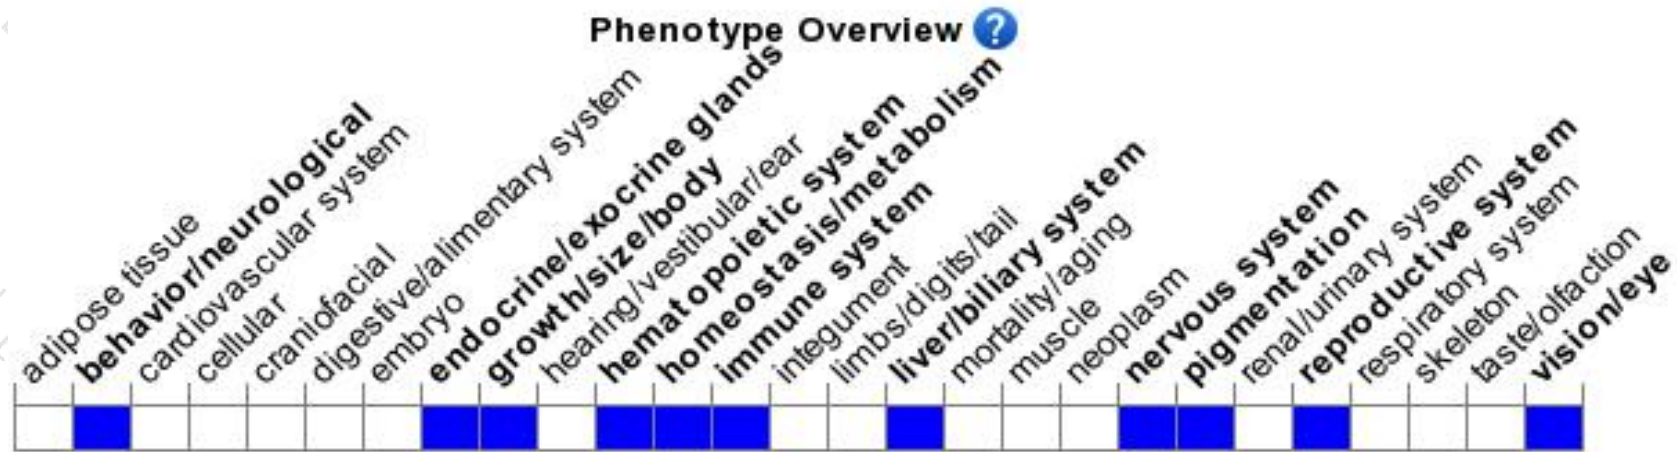 Phenotype Overview ?
adipose tissue
behavior/neurological
cardiovascular system
cellular
craniofacial
digestive/alimentary system
embryo
endocrine/exocrine glands
growth/size/body
hearing/vestibular/ear
hematopoietic system
homeostasis/metabolism
immune system
integument
limbs/digits/tail
liver/biliary system
mortality/aging
muscle
neoplasm
nervous system
pigmentation
renal/urinary system
reproductive system
respiratory system
skeleton
taste/olfaction
vision/eye